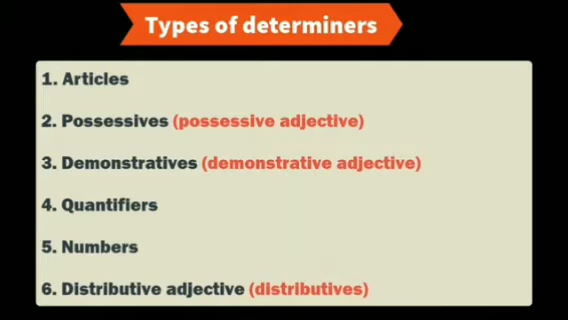 Types of determiners
1. Articles
2. Possessives (possessive adjective)
3. Demonstratives (demonstrative adjective)
4. Quantifiers
5. Numbers
6. Distributive adjective (distributives)